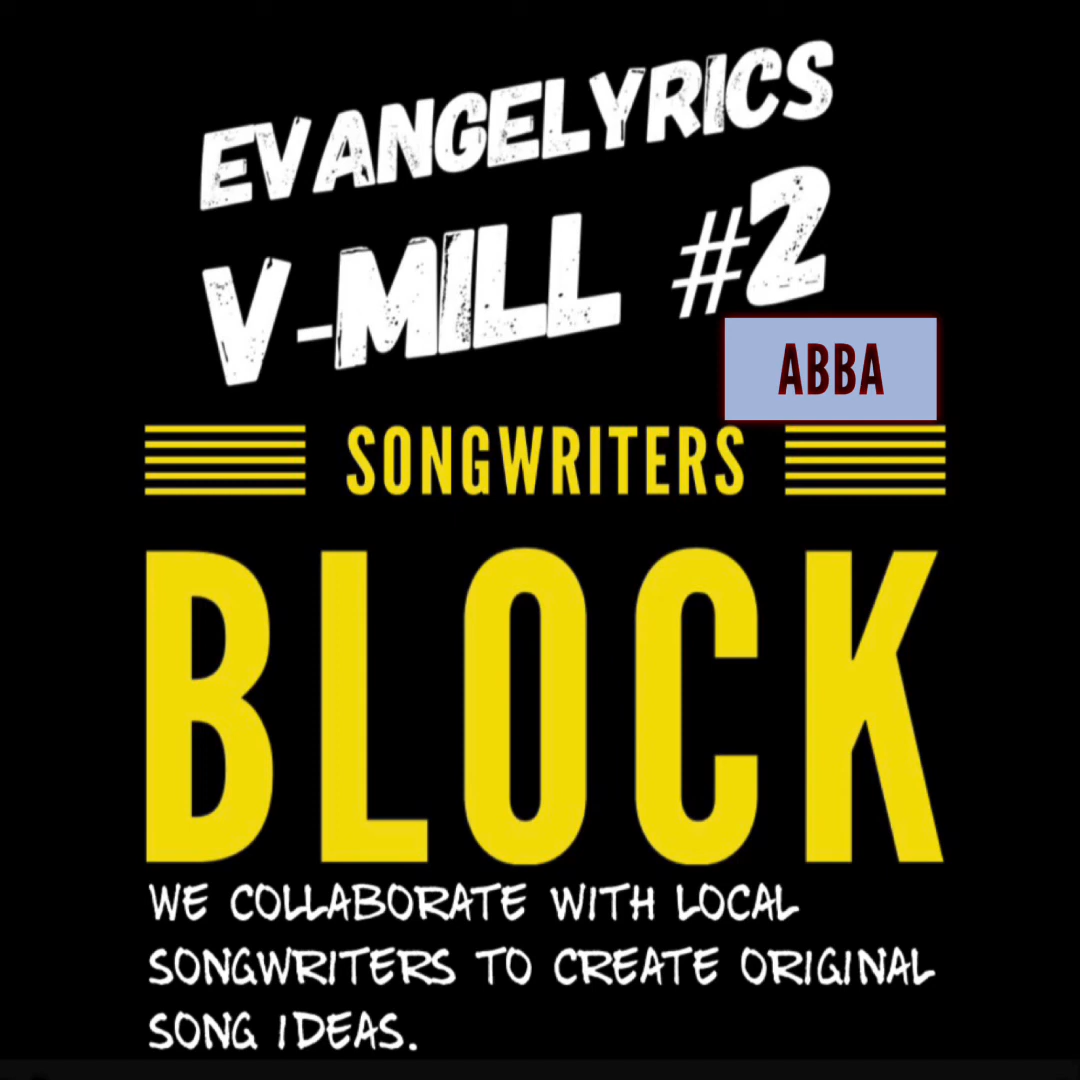 EVANGELYRICS
V-MILL #2
ABBA
SONGWRITERS
BLOCK
WE COLLABORATE WITH LOCAL
SONGWRITERS TO CREATE ORIGINAL
SONG IDEAS.